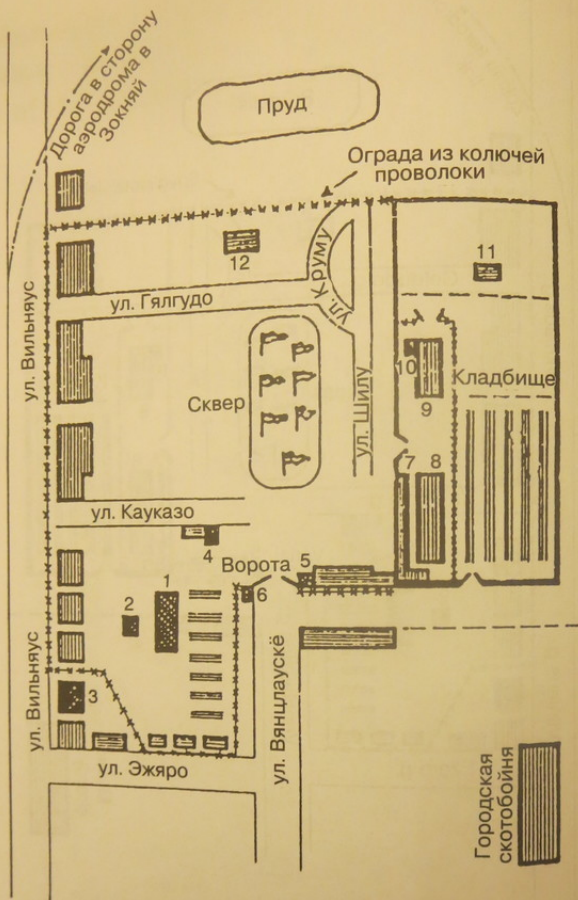 Дорога в сторону
аэродрома в
Зокняй
Пруд
Ограда из колючей
проволоки
12
ул. Круму
11
ул. Гялгудо
ул. Вильняус
10
Кладбище
9
Сквер
ул. Шилу
7
8
ул. Кауказо
4
Ворота
5
6
1
2
3
ул. Вильняус
ул. Вянцлаускё
ул. Эжяро
Городская
скотобойня